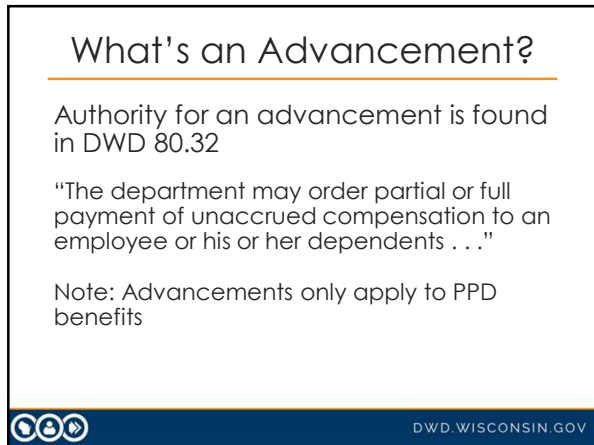 What’s an Advancement?
Authority for an advancement is found
in DWD 80.32
“The department may order partial or full
payment of unaccrued compensation to an
employee or his or her dependents . . .”
Note: Advancements only apply to PPD
benefits
DWD.WISCONSIN.GOV